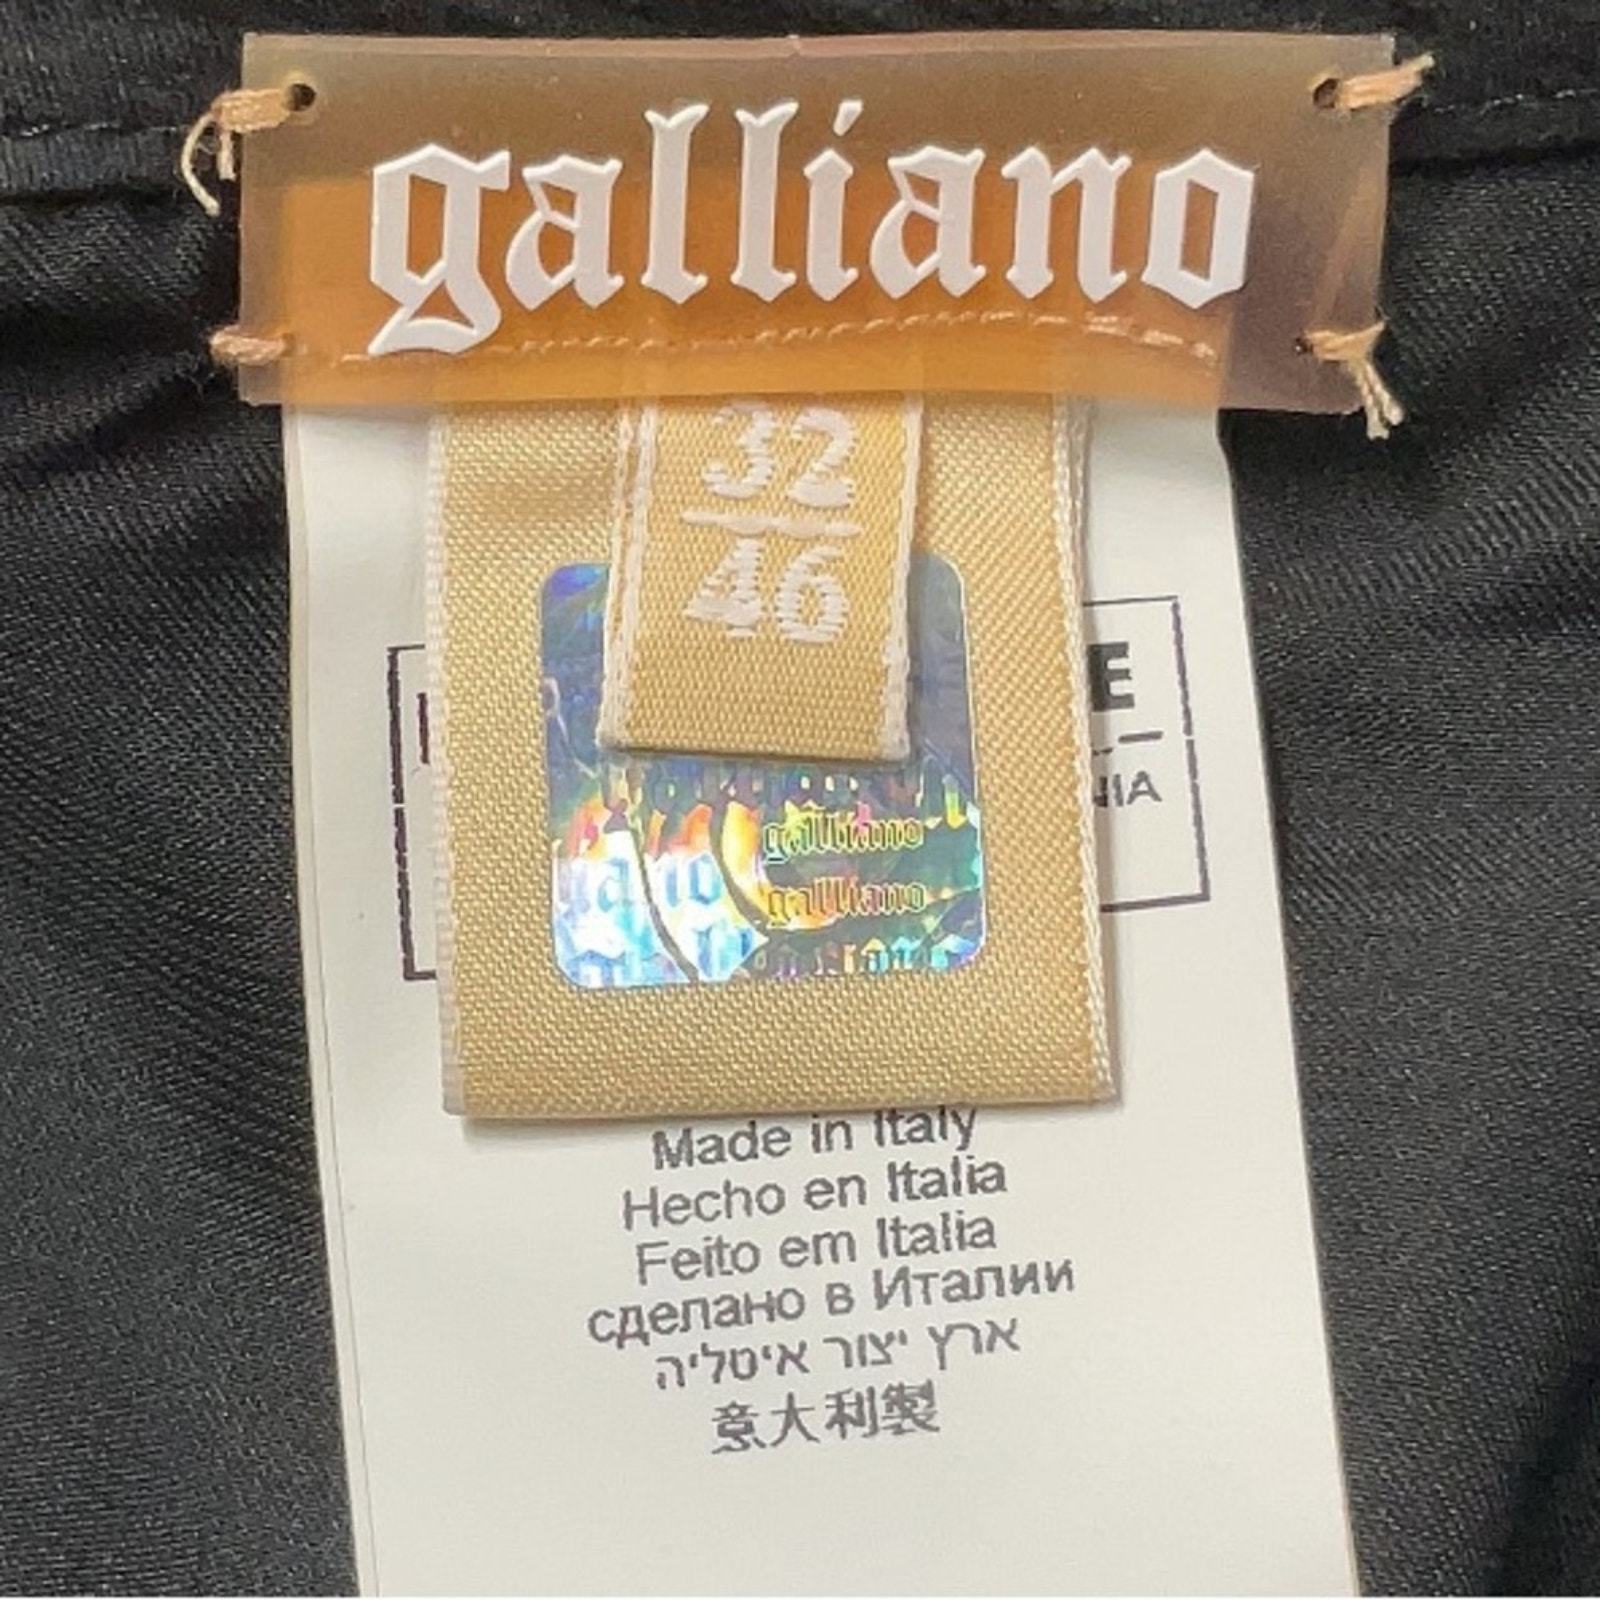 galliano
32
46
E
NIA
galliano
galliano
Made in Italy
Hecho en Italia
Feito em Italia
сделано в Италии
ארץ יצור איטליה
意大利製